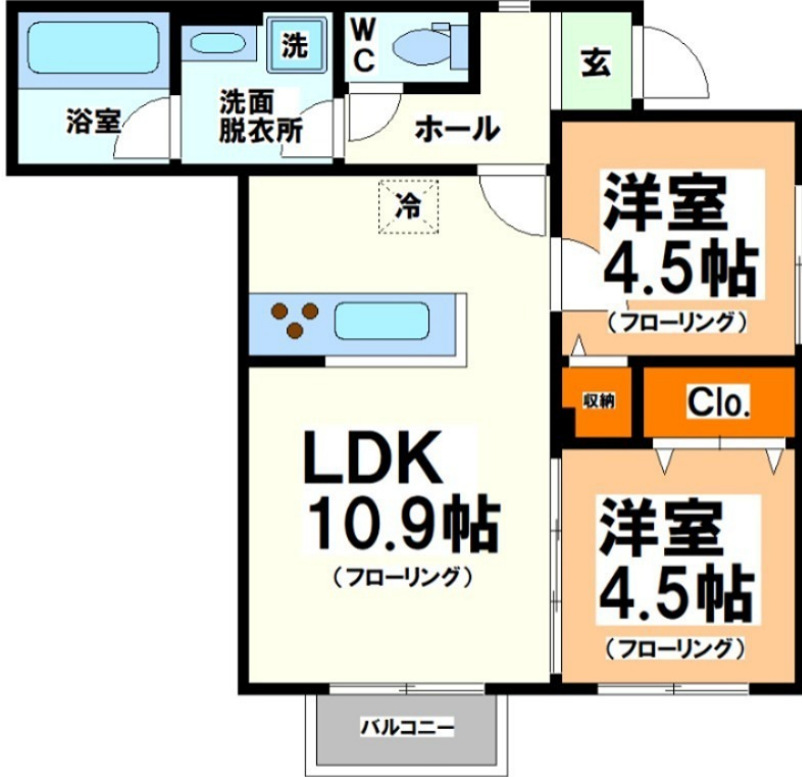 WC
洗
玄
浴室
洗面
脱衣所
ホール
冷
洋室
4.5帖
(フローリング)
収納
Clo.
LDK
10.9帖
(フローリング)
洋室
4.5帖
(フローリング)
バルコニー